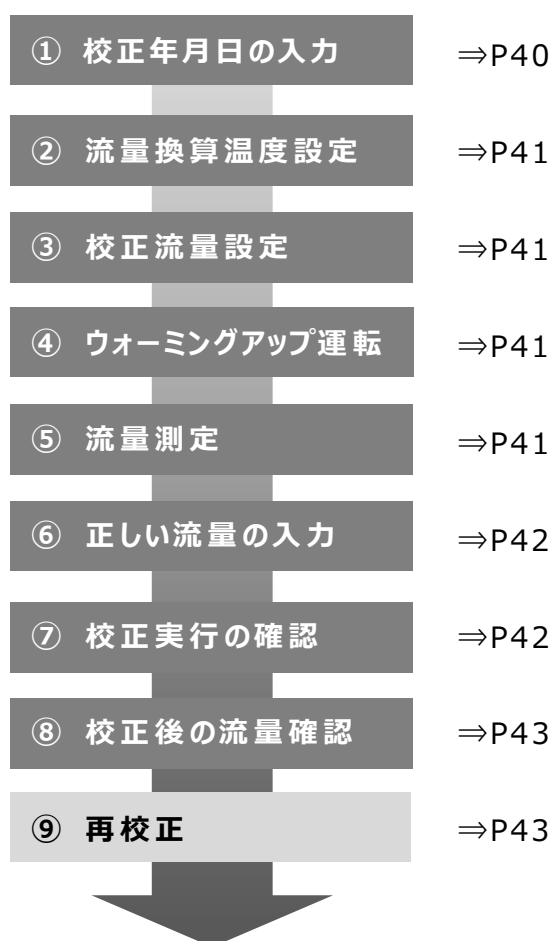 ① 校正年月日の入力 ⇒P40
② 流量換算温度設定 ⇒P41
③ 校正流量設定 ⇒P41
④ ウォーミングアップ運転 ⇒P41
⑤ 流量測定 ⇒P41
⑥ 正しい流量の入力 ⇒P42
⑦ 校正実行の確認 ⇒P42
⑧ 校正後の流量確認 ⇒P43
⑨ 再校正 ⇒P43